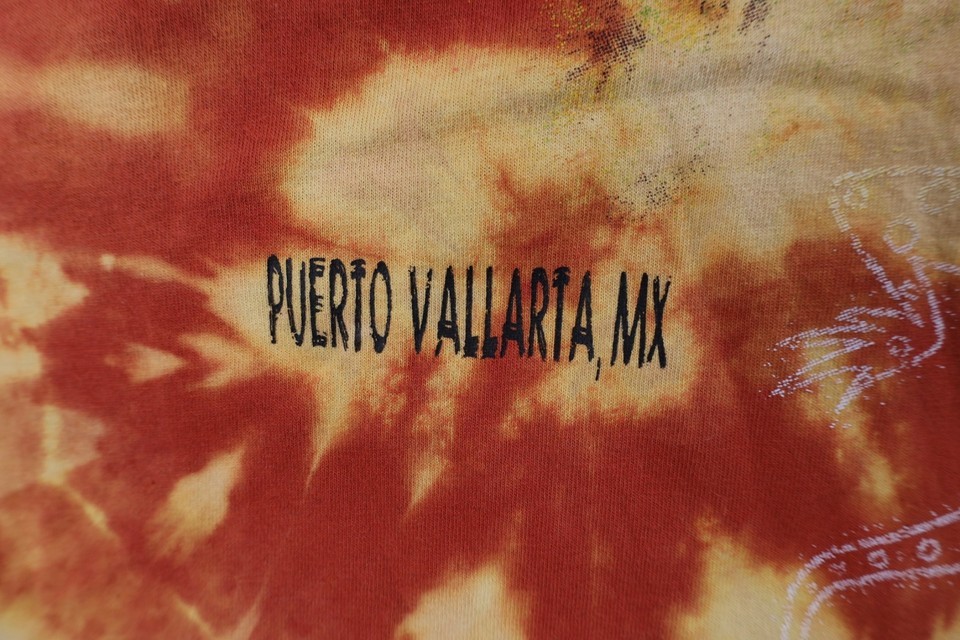 PUERTO VALLARTA, MX